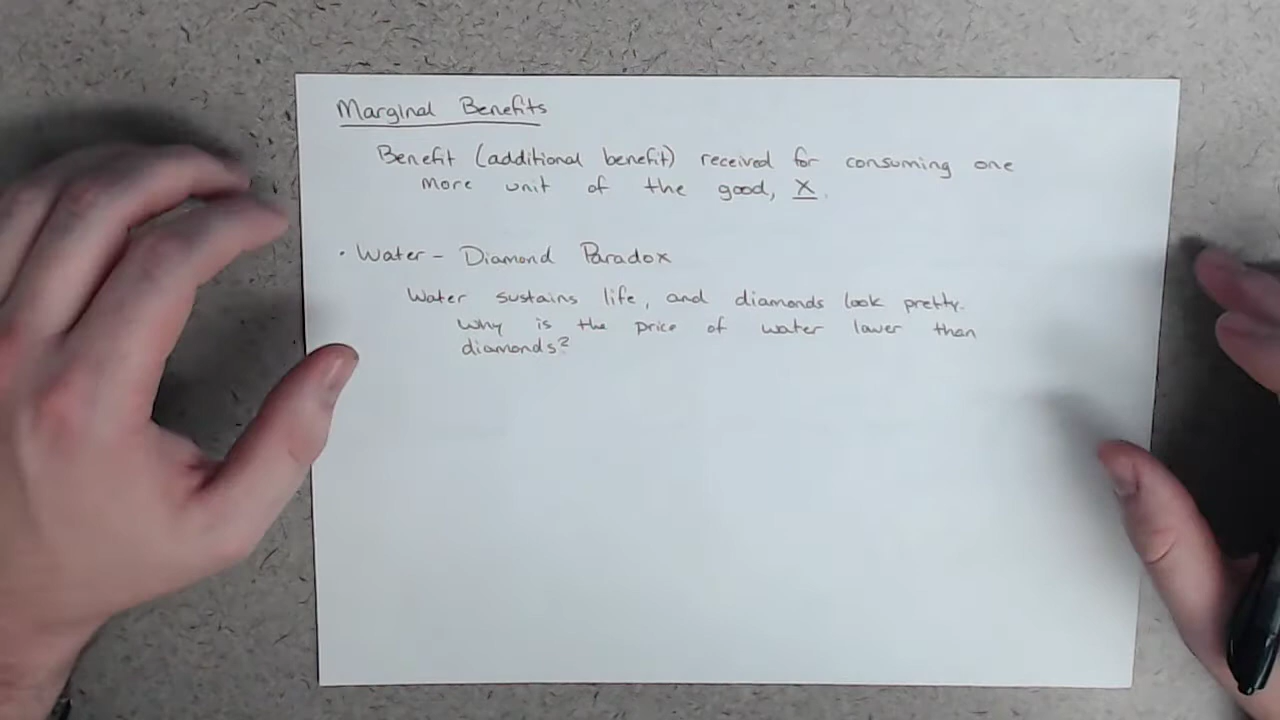 Marginal Benefits
Benefit (additional benefit) received for consuming one
more unit of the good, X.
• Water - Diamond Paradox
Water sustains life, and diamonds look pretty.
Why is the price of water lower than
diamonds?